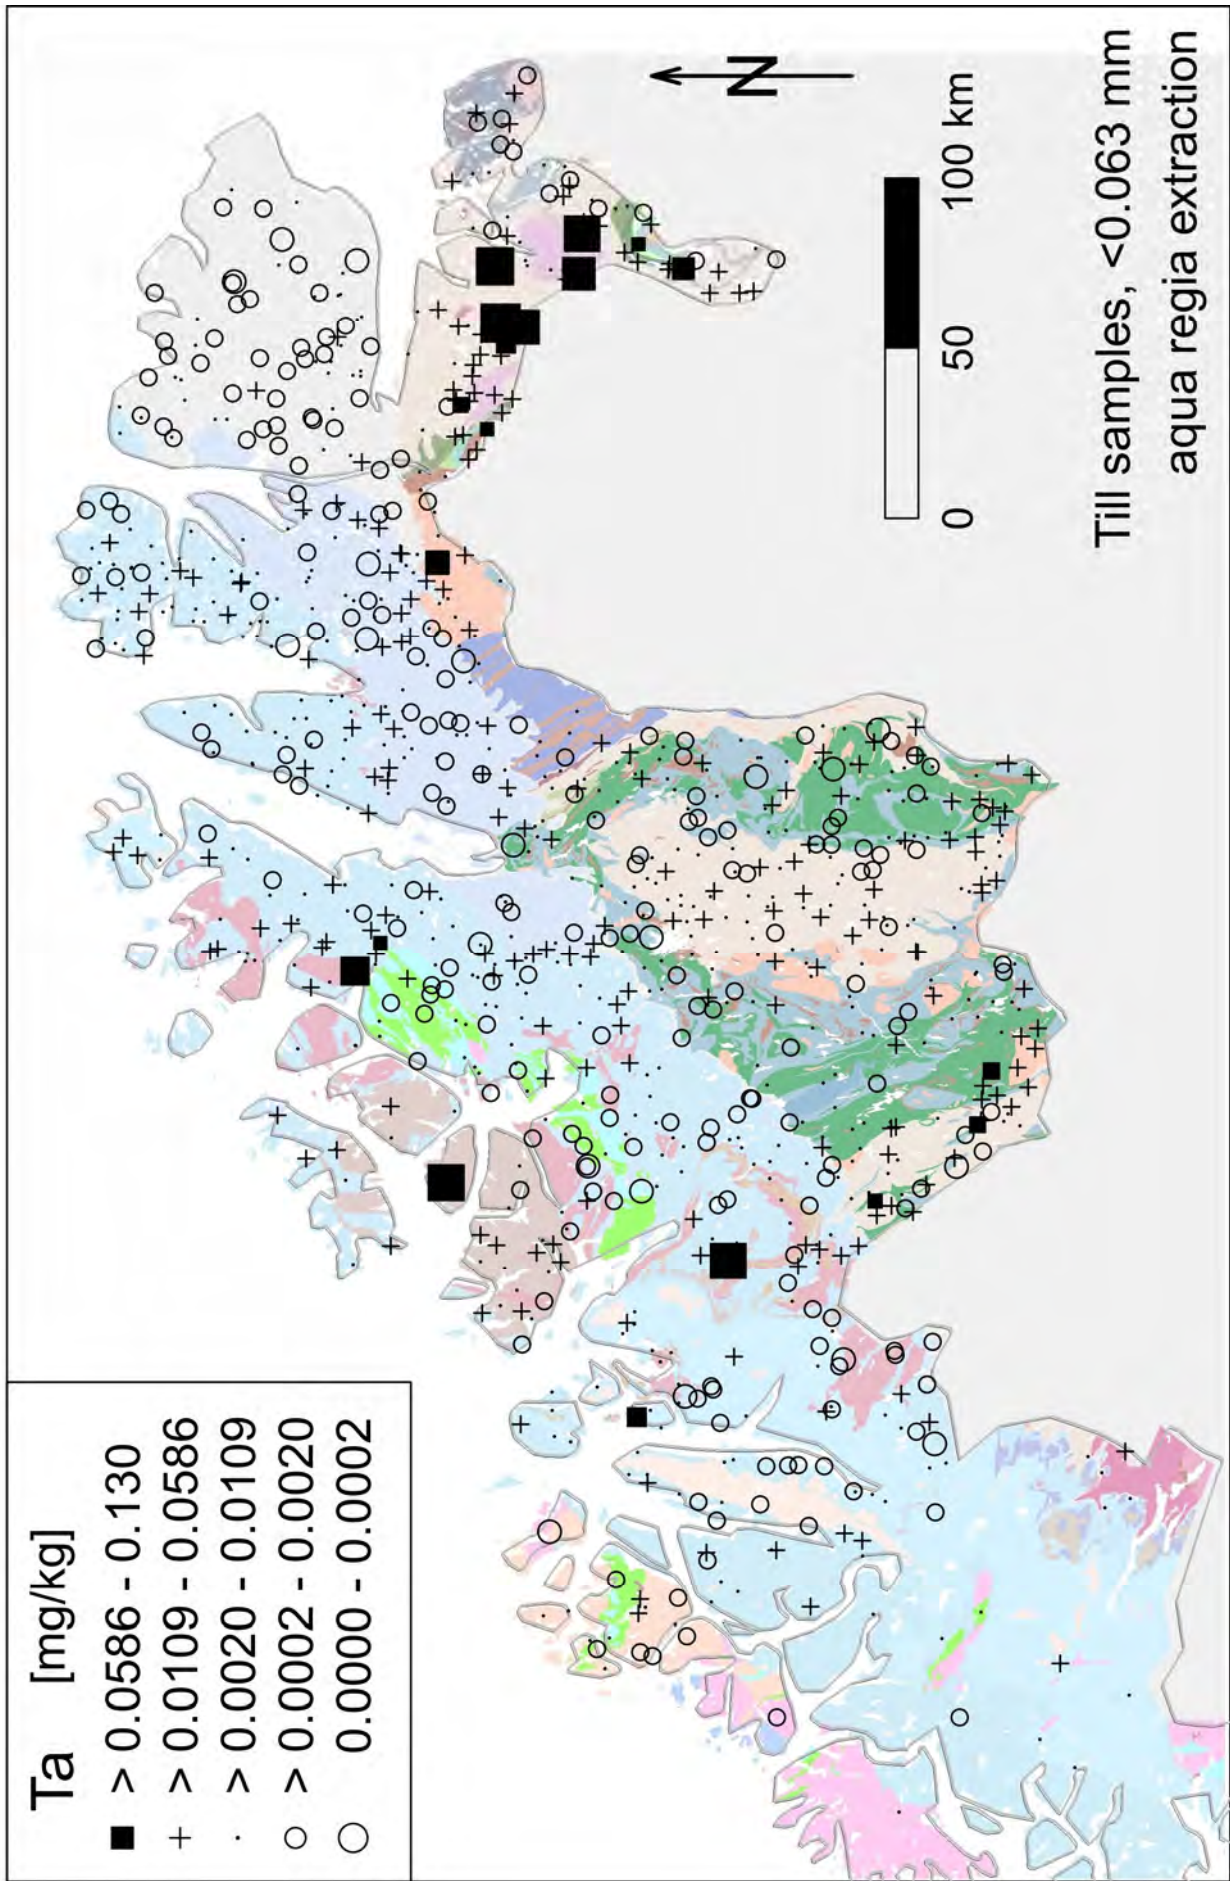 Ta [mg/kg]
> 0.0586 - 0.130
> 0.0109 - 0.0586
> 0.0020 - 0.0109
> 0.0002 - 0.0020
0.0000 - 0.0002
N
0 50 100 km
Till samples, <0.063 mm
aqua regia extraction